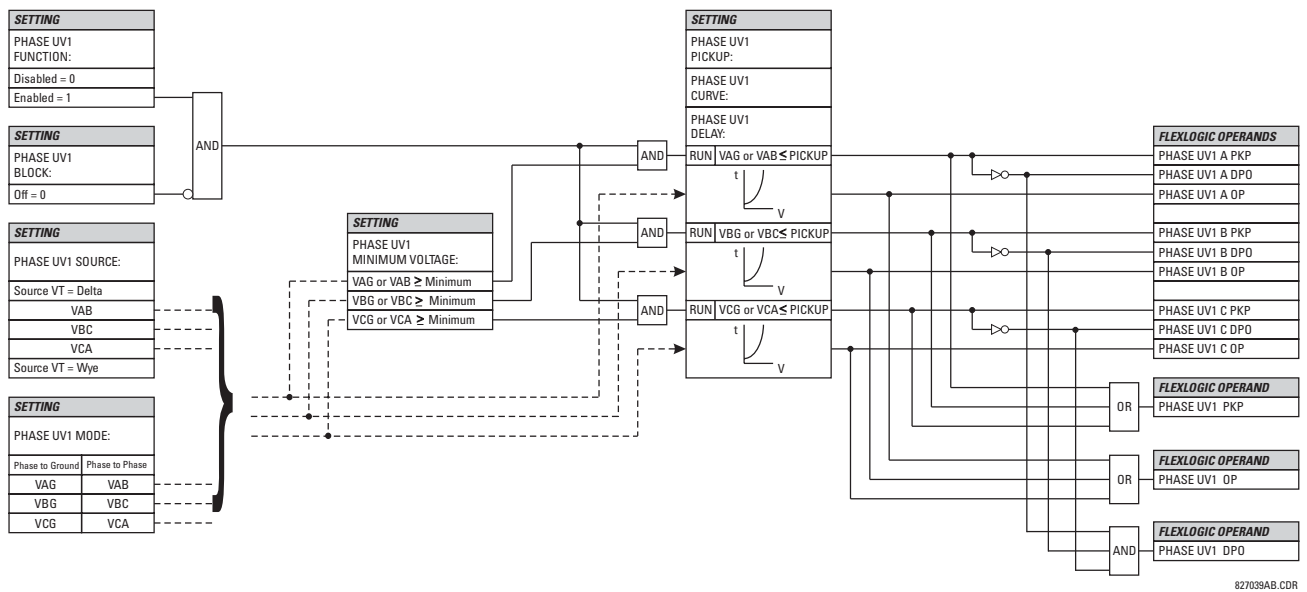 SETTING
PHASE UV1
FUNCTION:
Disabled = 0
Enabled = 1
SETTING
PHASE UV1
BLOCK:
Off = 0
AND
SETTING
PHASE UV1 SOURCE:
Source VT = Delta
VAB
VBC
VCA
Source VT = Wye
SETTING
PHASE UV1 MODE:
Phase to Ground Phase to Phase
VAG VAB
VBG VBC
VCG VCA
SETTING
PHASE UV1
MINIMUM VOLTAGE:
VAG or VAB ≥ Minimum
VBG or VBC ≥ Minimum
VCG or VCA ≥ Minimum
AND
AND
AND
SETTING
PHASE UV1
PICKUP:
PHASE UV1
CURVE:
PHASE UV1
DELAY:
RUN VAG or VAB≤ PICKUP
t
V
RUN VBG or VBC≤ PICKUP
t
V
RUN VCG or VCA≤ PICKUP
t
V
FLEXLOGIC OPERANDS
PHASE UV1 A PKP
PHASE UV1 A DPO
PHASE UV1 A OP
PHASE UV1 B PKP
PHASE UV1 B DPO
PHASE UV1 B OP
PHASE UV1 C PKP
PHASE UV1 C DPO
PHASE UV1 C OP
OR
FLEXLOGIC OPERAND
PHASE UV1 PKP
OR
FLEXLOGIC OPERAND
PHASE UV1 OP
AND
FLEXLOGIC OPERAND
PHASE UV1 DPO
827039AB.CDR